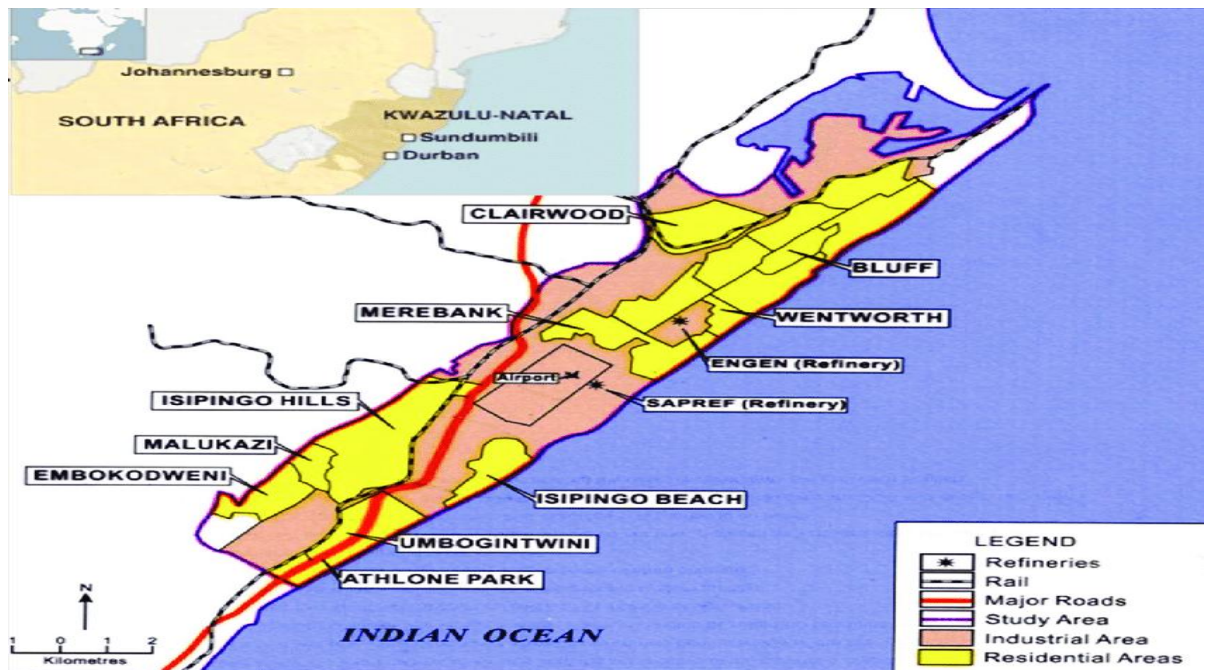 Johannesburg
SOUTH AFRICA
KWAZULU-NATAL
Sundumbili
Durban
CLAIRWOOD
BLUFF
MEREBANK
WENTWORTH
ENGEN (Refinery)
Airport
SAPREF (Refinery)
ISIPINGO HILLS
MALUKAZI
EMBOKODWENI
ISIPINGO BEACH
UMBOGINTWINI
ATHLONE PARK
N
1 0 1 2
Kilometres
INDIAN OCEAN
LEGEND
Refineries
Rail
Major Roads
Study Area
Industrial Area
Residential Areas